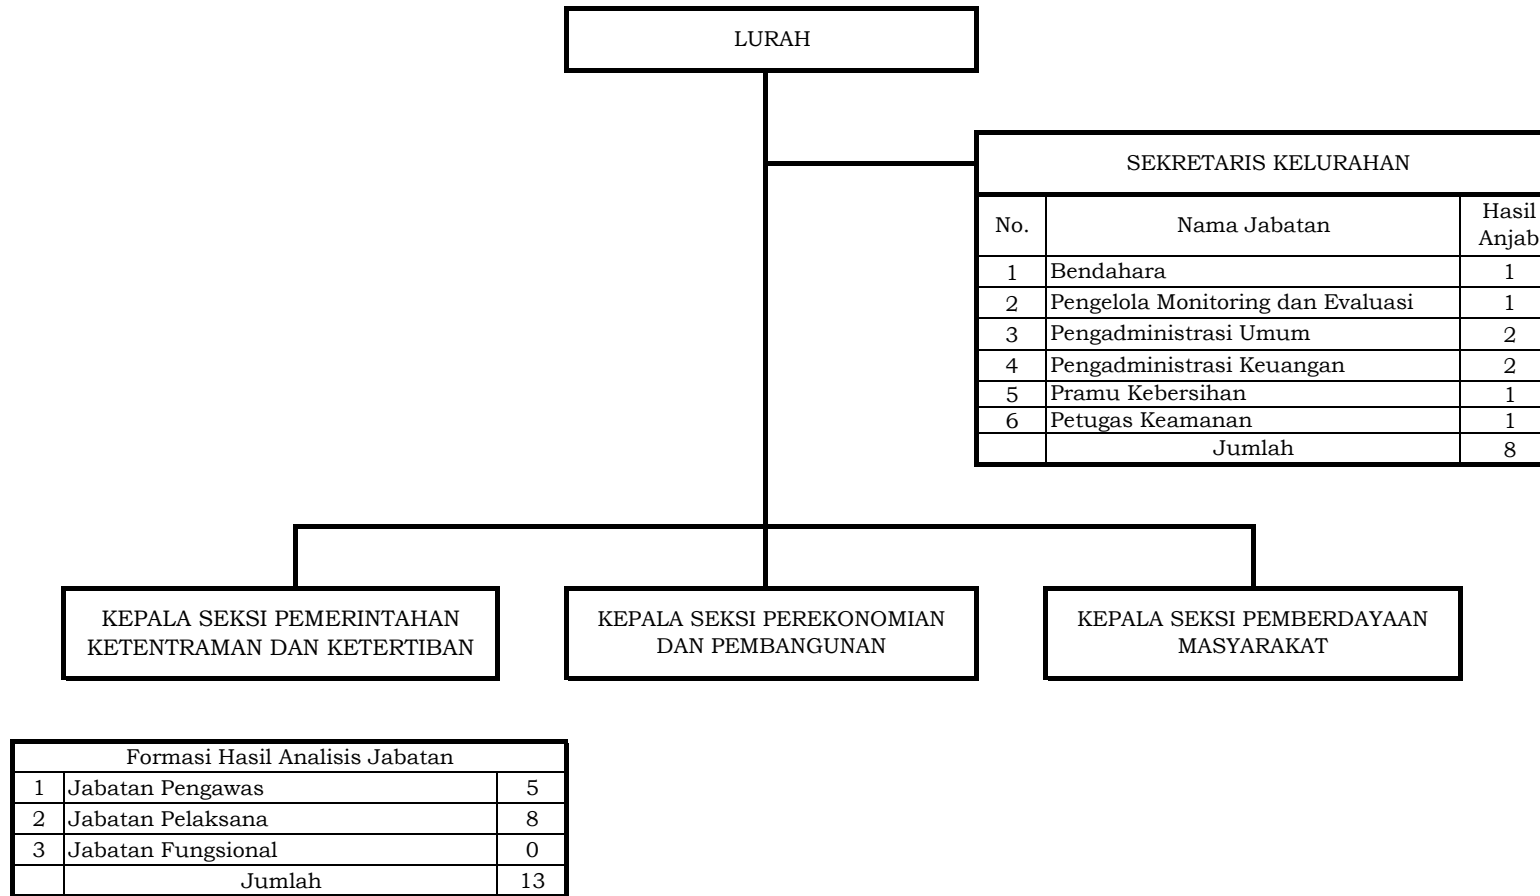 LURAH
SEKRETARIS KELURAHAN
No. Nama Jabatan Hasil Anjab
1 Bendahara 1
2 Pengelola Monitoring dan Evaluasi 1
3 Pengadministrasi Umum 2
4 Pengadministrasi Keuangan 2
5 Pramu Kebersihan 1
6 Petugas Keamanan 1
Jumlah 8
KEPALA SEKSI PEMERINTAHAN
KETENTRAMAN DAN KETERTIBAN
KEPALA SEKSI PEREKONOMIAN
DAN PEMBANGUNAN
KEPALA SEKSI PEMBERDAYAAN
MASYARAKAT
Formasi Hasil Analisis Jabatan
1 Jabatan Pengawas 5
2 Jabatan Pelaksana 8
3 Jabatan Fungsional 0
Jumlah 13